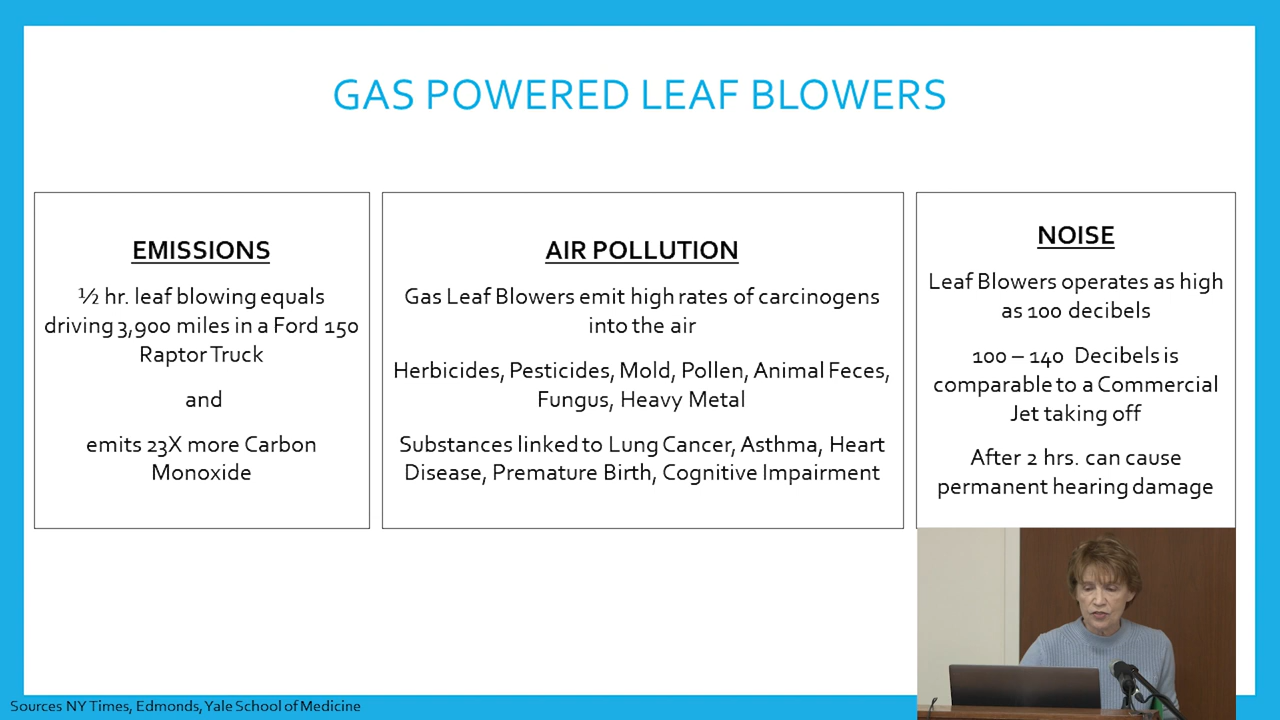 GAS POWERED LEAF BLOWERS
EMISSIONS
½ hr. leaf blowing equals
driving 3,900 miles in a Ford 150
Raptor Truck
and
emits 23X more Carbon
Monoxide
AIR POLLUTION
Gas Leaf Blowers emit high rates of carcinogens
into the air
Herbicides, Pesticides, Mold, Pollen, Animal Feces,
Fungus, Heavy Metal
Substances linked to Lung Cancer, Asthma, Heart
Disease, Premature Birth, Cognitive Impairment
NOISE
Leaf Blowers operates as high
as 100 decibels
100 – 140 Decibels is
comparable to a Commercial
Jet taking off
After 2 hrs. can cause
permanent hearing damage
Sources NY Times, Edmonds, Yale School of Medicine